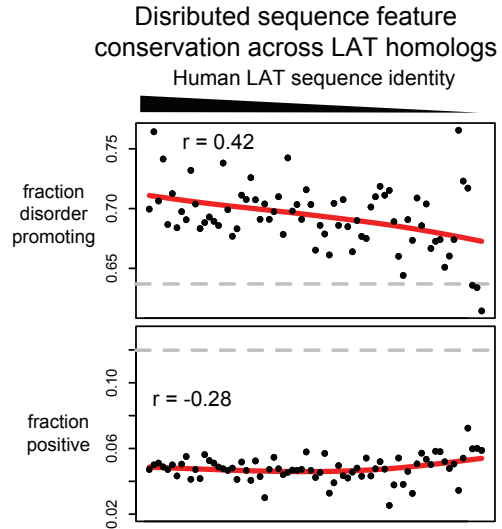 Disributed sequence feature
conservation across LAT homologs
Human LAT sequence identity
r = 0.42
0.75
0.70
0.65
fraction
disorder
promoting
r = -0.28
0.10
0.06
0.02
fraction
positive